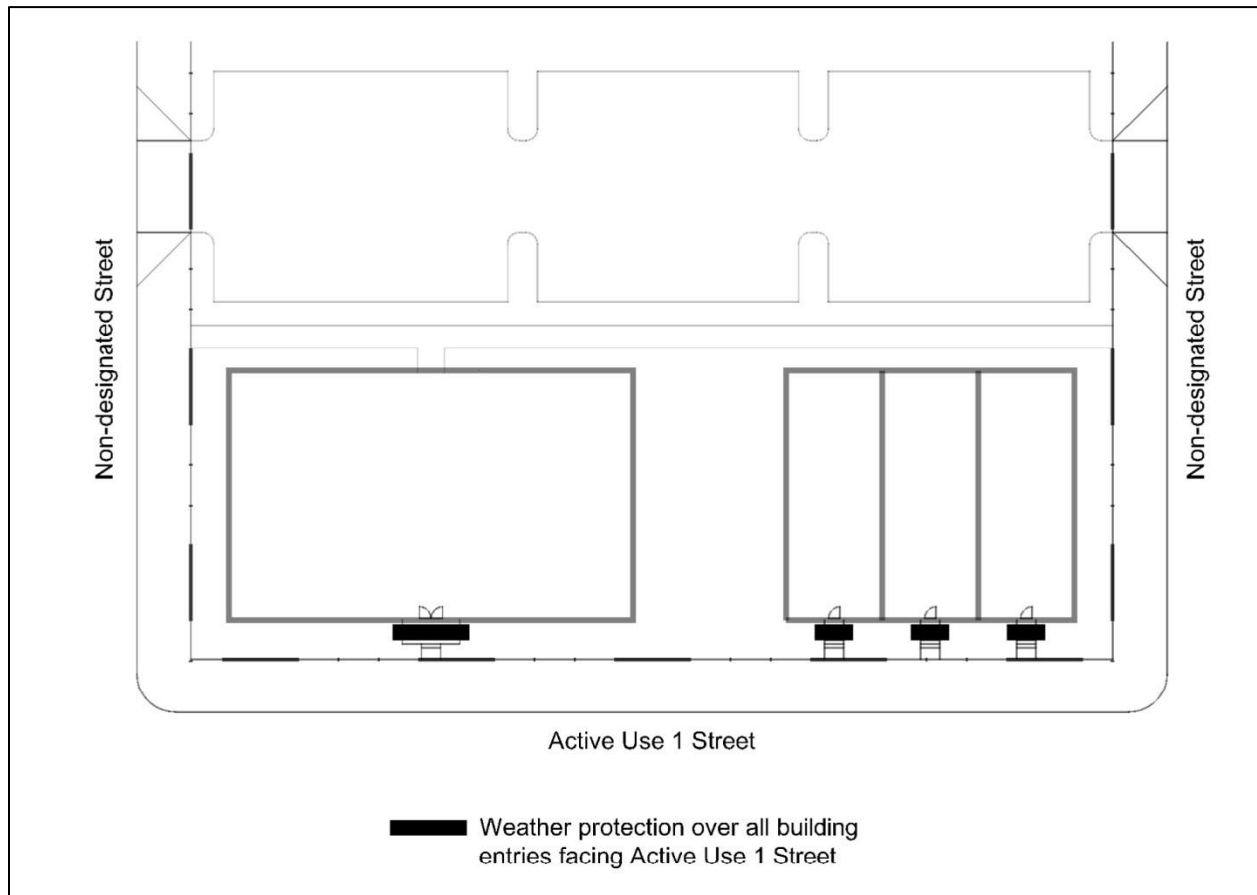 Non-designated Street
Non-designated Street
Active Use 1 Street
Weather protection over all building
entries facing Active Use 1 Street